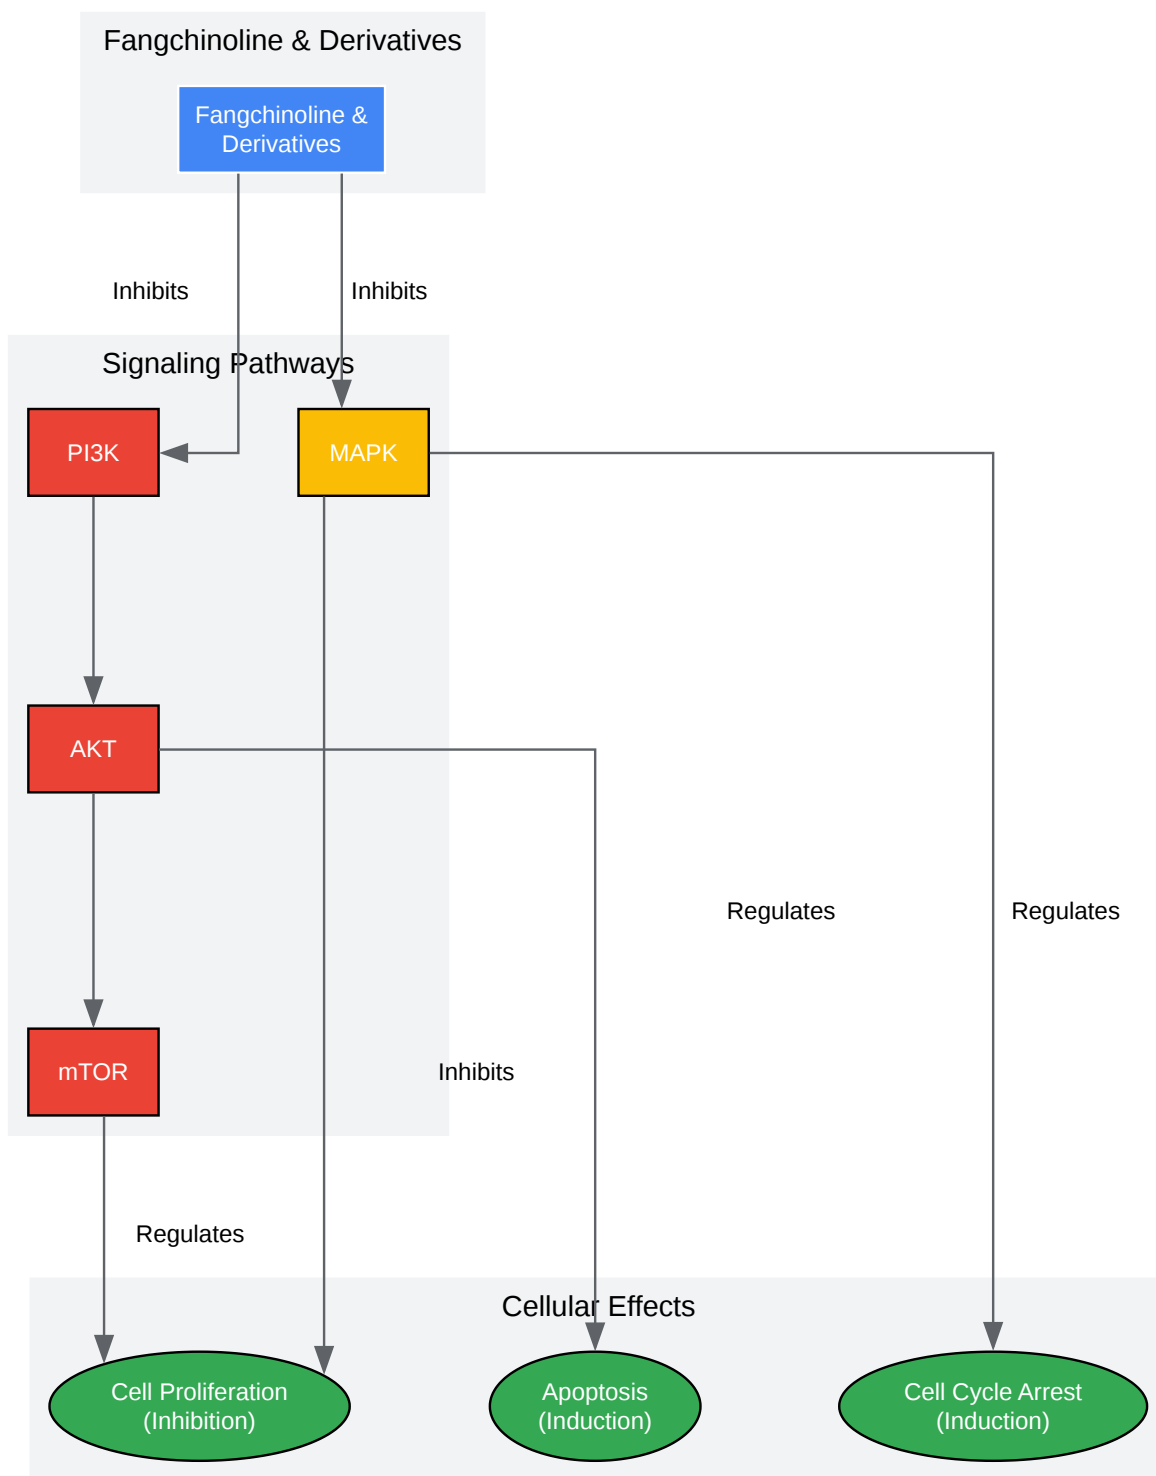 Fangchinoline & Derivatives
Fangchinoline &
Derivatives
Inhibits
Inhibits
Signaling Pathways
PI3K
MAPK
AKT
Regulates
Regulates
mTOR
Inhibits
Regulates
Cellular Effects
Cell Proliferation
(Inhibition)
Apoptosis
(Induction)
Cell Cycle Arrest
(Induction)